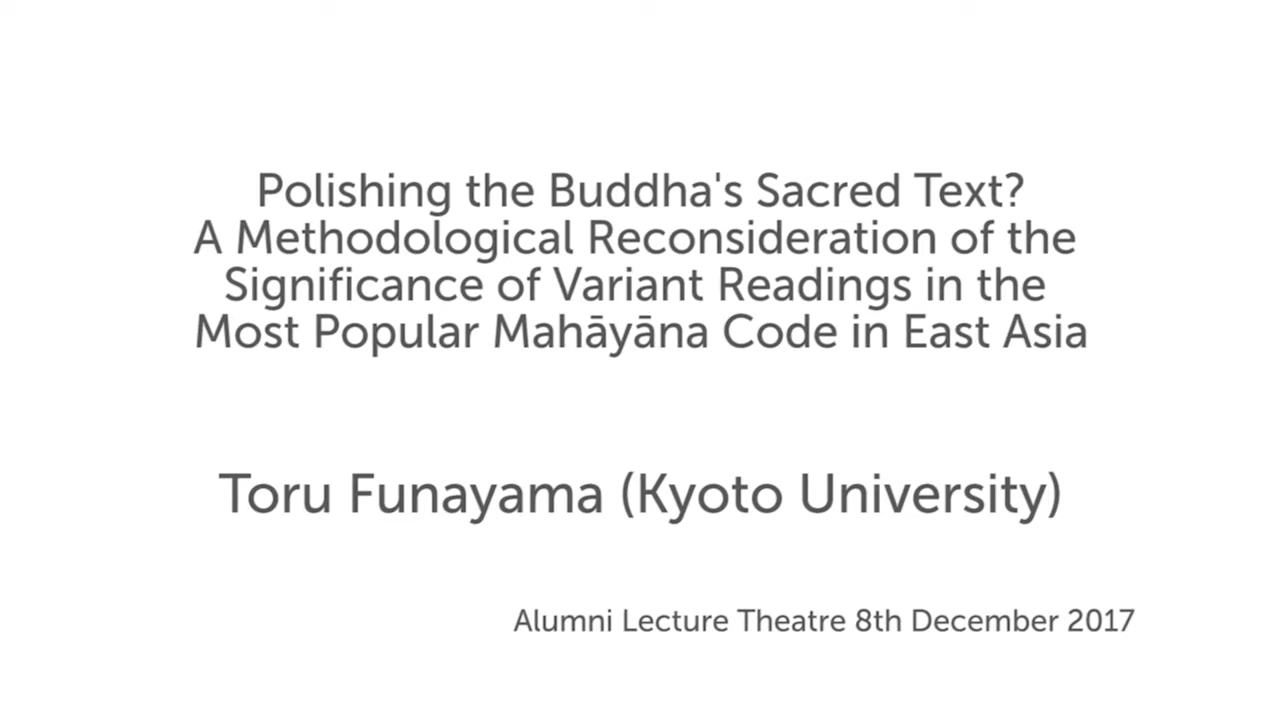 Polishing the Buddha's Sacred Text?
A Methodological Reconsideration of the
Significance of Variant Readings in the
Most Popular Mahāyāna Code in East Asia
Toru Funayama (Kyoto University)
Alumni Lecture Theatre 8th December 2017